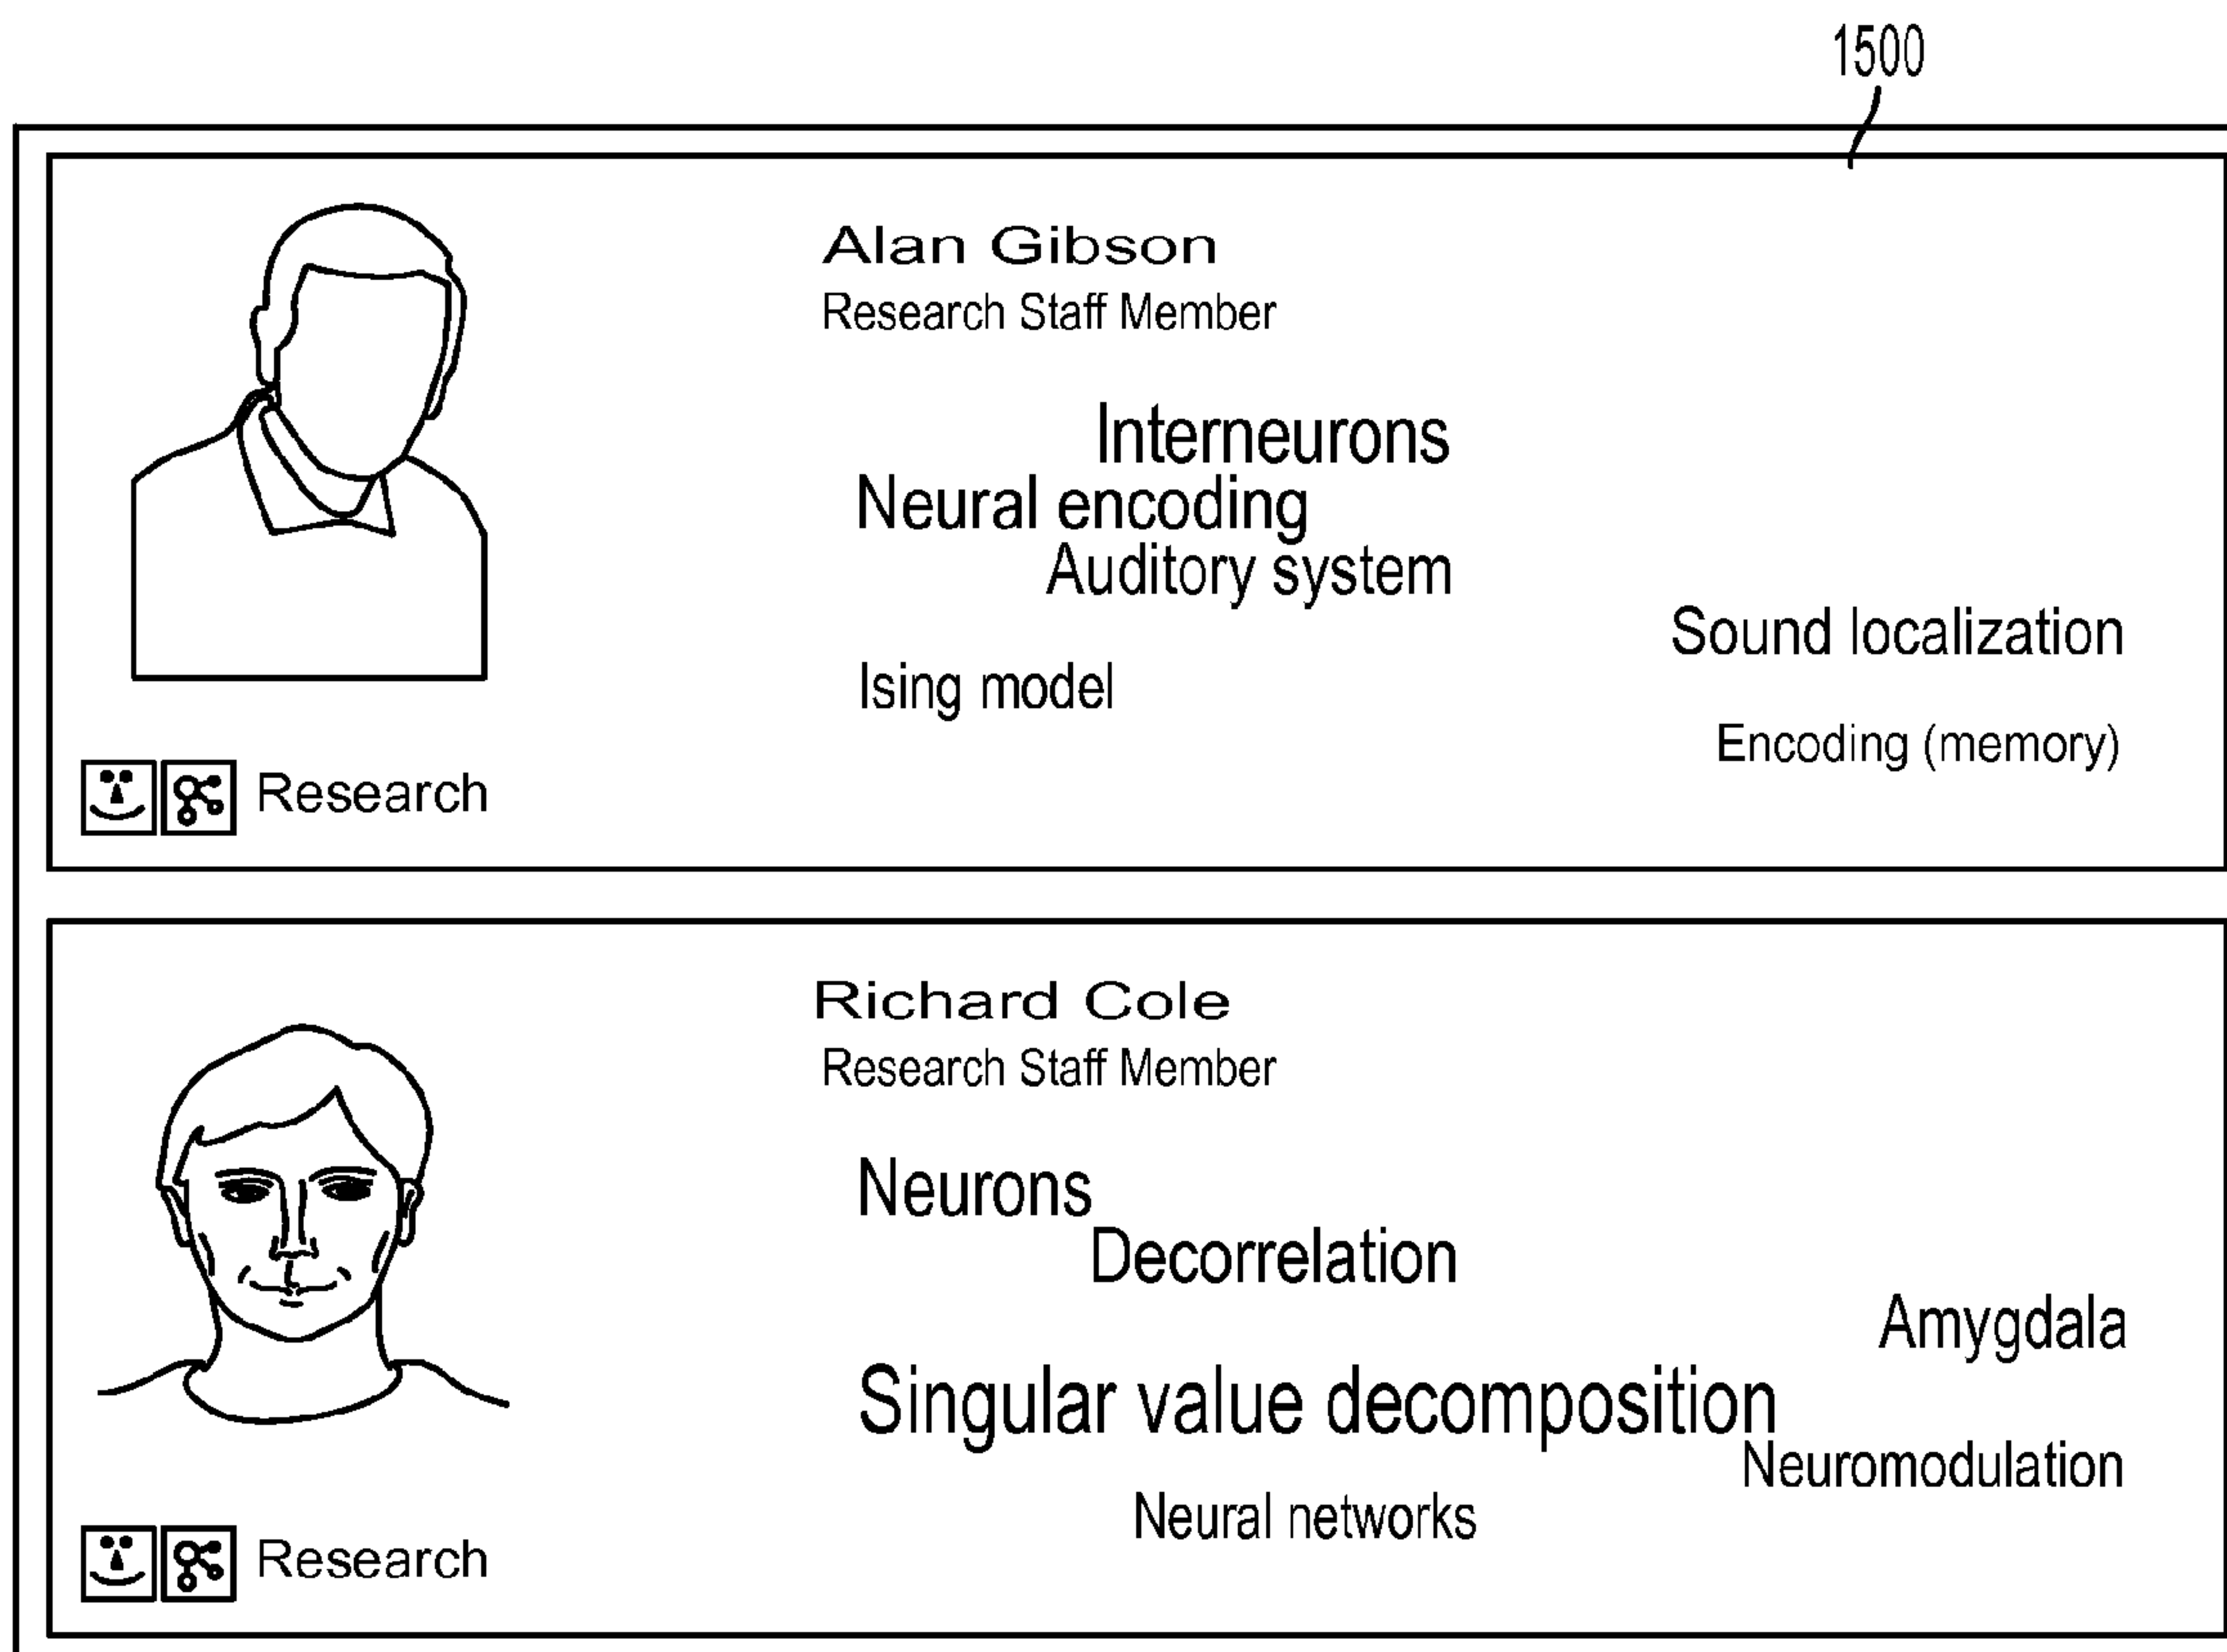 1500
Alan Gibson
Research Staff Member
Interneurons
Neural encoding
Auditory system
Sound localization
Ising model
Encoding (memory)
Research
Richard Cole
Research Staff Member
Neurons
Decorrelation
Amygdala
Singular value decomposition
Neuromodulation
Neural networks
Research